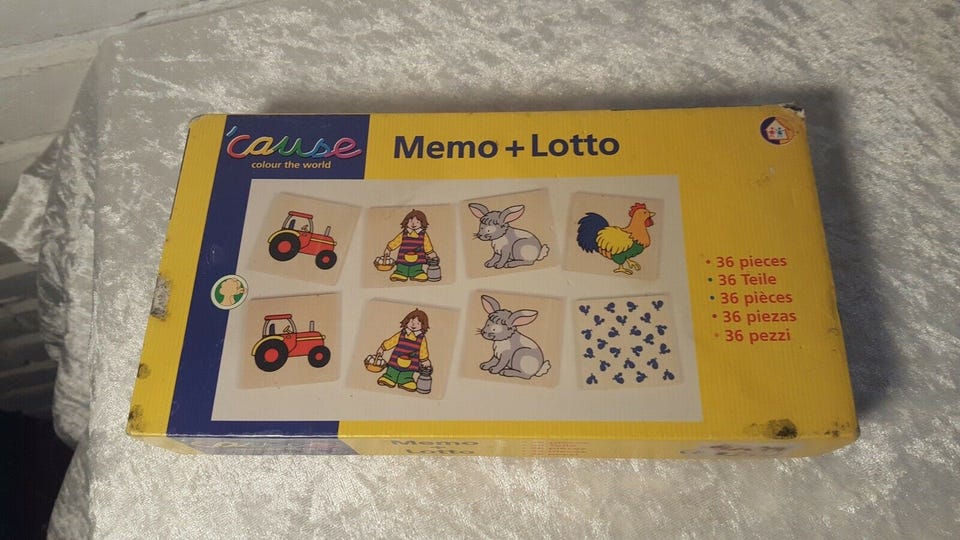 'cause
colour the world
Memo + Lotto
• 36 pieces
• 36 Teile
• 36 pièces
• 36 piezas
• 36 pezzi
Memo
Lotto